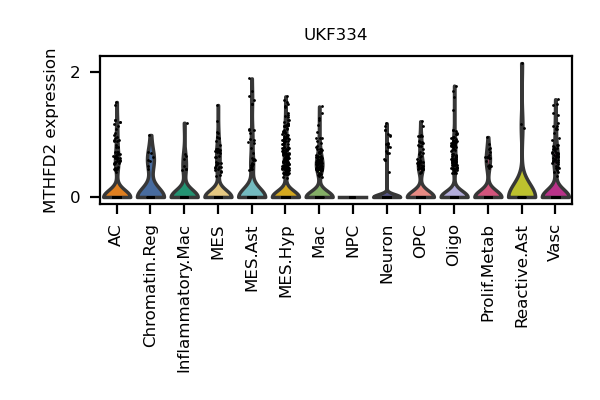 UKF334
MTHFD2 expression
2
0
AC
Chromatin.Reg
Inflammatory.Mac
MES
MES.Ast
MES.Hyp
Mac
NPC
Neuron
OPC
Oligo
Prolif.Metab
Reactive.Ast
Vasc